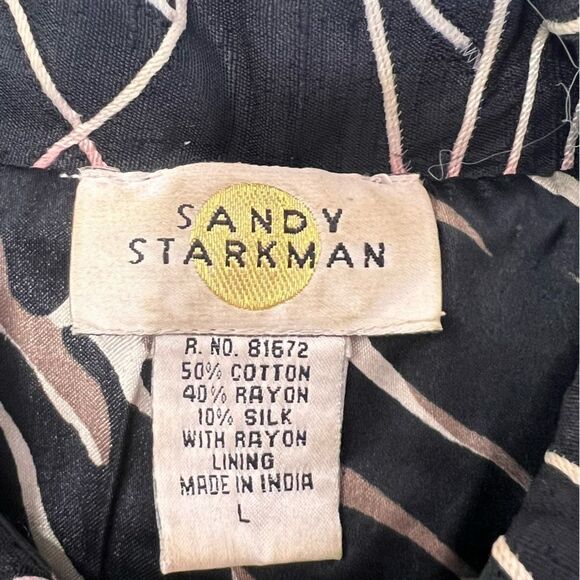 SANDY
STARKMAN
R. NO. 81672
50% COTTON
40% RAYON
10% SILK
WITH RAYON
LINING
MADE IN INDIA
L